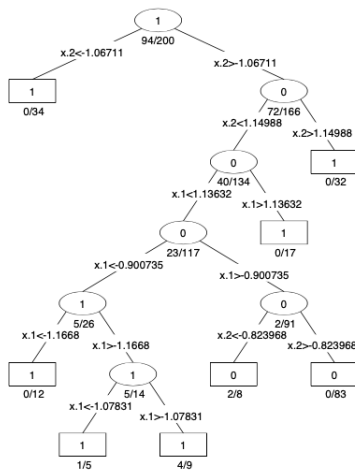 1
94/200
x.2<-1.06711
x.2>-1.06711
1
0/34
0
72/166
x.2<1.14988
x.2>1.14988
0
40/134
1
0/32
x.1<1.13632
x.1>1.13632
0
23/117
1
0/17
x.1<-0.900735
x.1>-0.900735
1
5/26
0
2/91
x.1<-1.1668
x.1>-1.1668
x.2<-0.823968
x.2>-0.823968
1
0/12
1
5/14
0
2/8
0
0/83
x.1<-1.07831
x.1>-1.07831
1
1/5
1
4/9